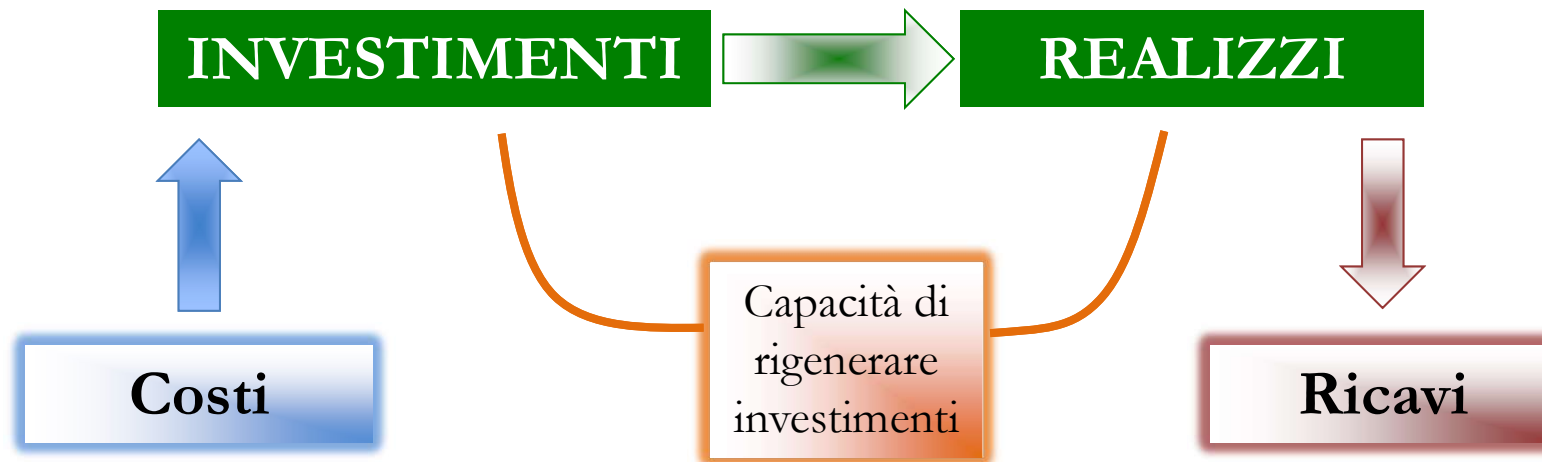 INVESTIMENTI
REALIZZI
Capacità di
rigenerare
investimenti
Costi
Ricavi